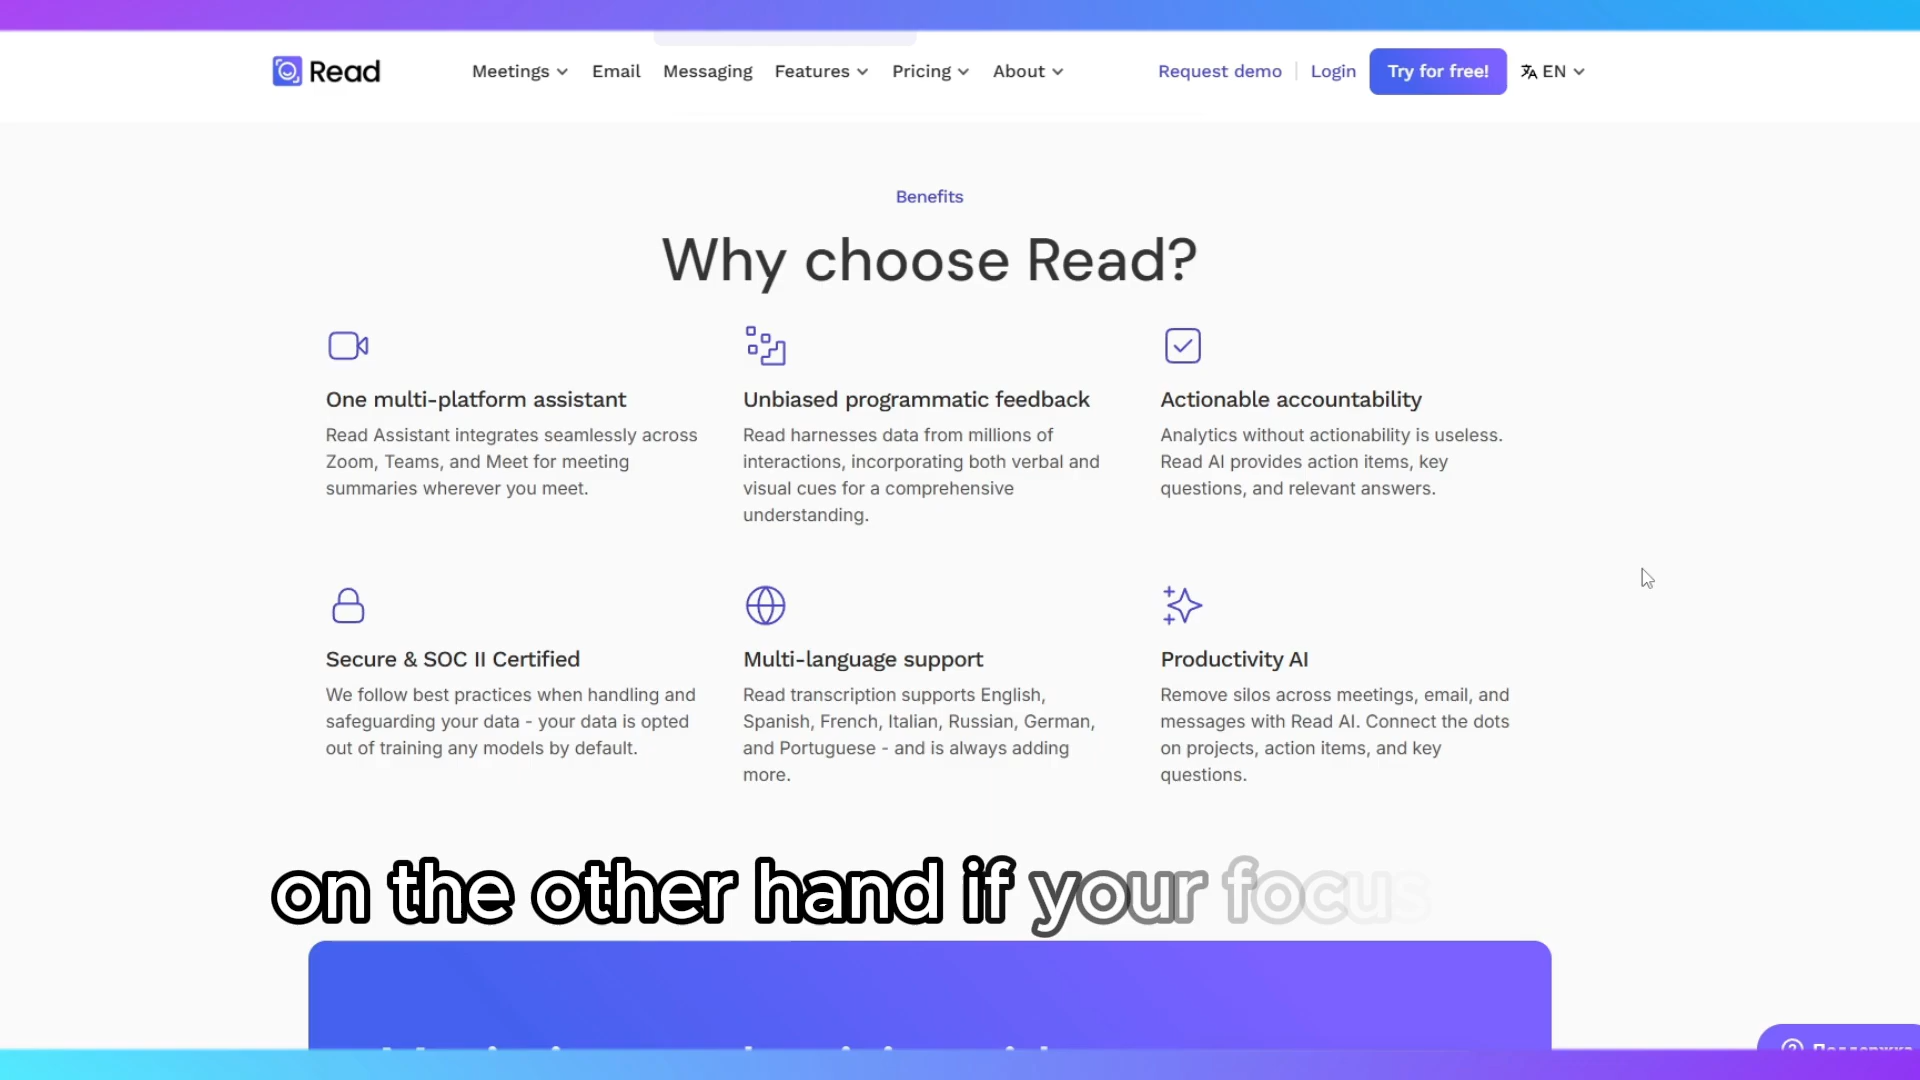 Read
Meetings Email Messaging Features Pricing About Request demo Login Try for free! EN
Benefits
Why choose Read?
One multi-platform assistant
Read Assistant integrates seamlessly across
Zoom, Teams, and Meet for meeting
summaries wherever you meet.
Unbiased programmatic feedback
Read harnesses data from millions of
interactions, incorporating both verbal and
visual cues for a comprehensive
understanding.
Actionable accountability
Analytics without actionability is useless.
Read AI provides action items, key
questions, and relevant answers.
Secure & SOC II Certified
We follow best practices when handling and
safeguarding your data - your data is opted
out of training any models by default.
Multi-language support
Read transcription supports English,
Spanish, French, Italian, Russian, German,
and Portuguese - and is always adding
more.
Productivity AI
Remove silos across meetings, email, and
messages with Read AI. Connect the dots
on projects, action items, and key
questions.
on the other hand if your focus